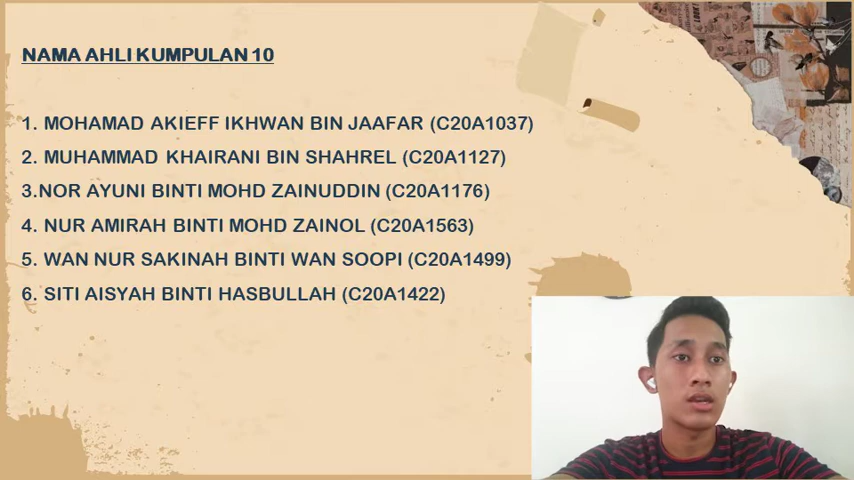 NAMA AHLI KUMPULAN 10
1. MOHAMAD AKIEFF IKHWAN BIN JAAFAR (C20A1037)
2. MUHAMMAD KHAIRANI BIN SHAHREL (C20A1127)
3.NOR AYUNI BINTI MOHD ZAINUDDIN (C20A1176)
4. NUR AMIRAH BINTI MOHD ZAINOL (C20A1563)
5. WAN NUR SAKINAH BINTI WAN SOOPI (C20A1499)
6. SITI AISYAH BINTI HASBULLAH (C20A1422)